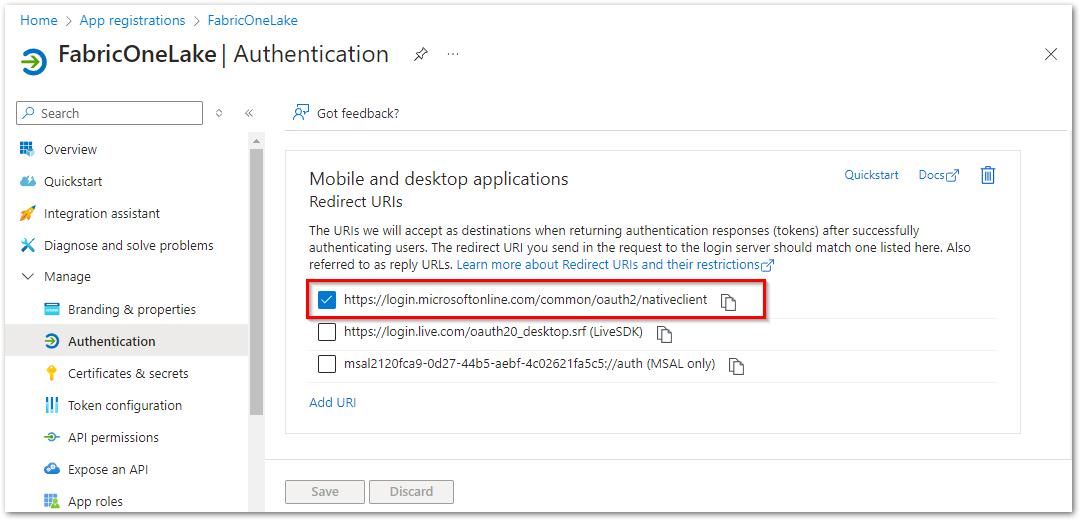 Home > App registrations > FabricOneLake
FabricOneLake | Authentication
Search
Overview
Quickstart
Integration assistant
Diagnose and solve problems
Manage
Branding & properties
Authentication
Certificates & secrets
Token configuration
API permissions
Expose an API
App roles
Got feedback?
Mobile and desktop applications
Quickstart
Docs
Redirect URIs
The URIs we will accept as destinations when returning authentication responses (tokens) after successfully
authenticating users. The redirect URI you send in the request to the login server should match one listed here. Also
referred to as reply URLs. Learn more about Redirect URIs and their restrictions
https://login.microsoftonline.com/common/oauth2/nativeclient
https://login.live.com/oauth20_desktop.srf (LiveSDK)
msal2120fca9-0d27-44b5-aebf-4c02621fa5c5://auth (MSAL only)
Add URI
Save
Discard